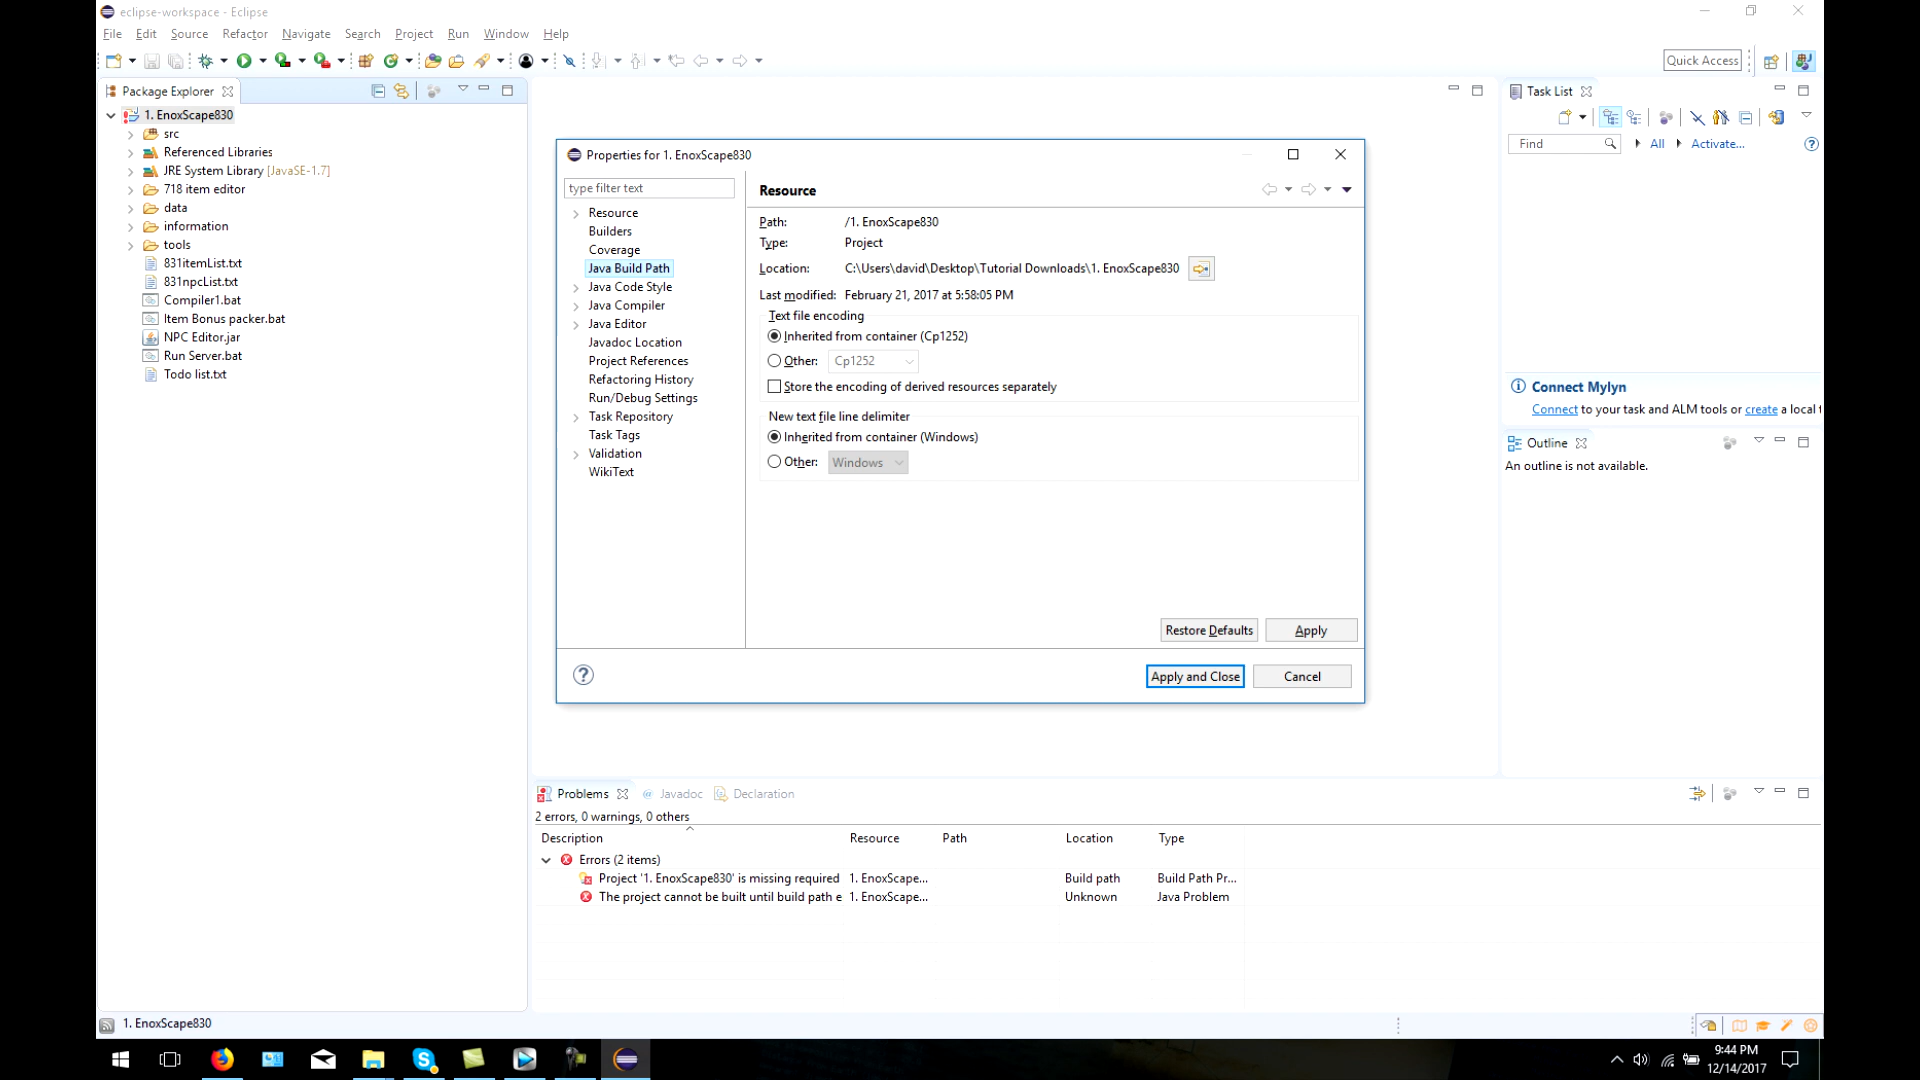 eclipse-workspace - Eclipse
File Edit Source Refactor Navigate Search Project Run Window Help
Quick Access
Package Explorer
1. EnoxScape830
src
Referenced Libraries
JRE System Library [JavaSE-1.7]
718 item editor
data
information
tools
831itemList.txt
831npcList.txt
Compiler1.bat
Item Bonus packer.bat
NPC Editor.jar
Run Server.bat
Todo list.txt
Properties for 1. EnoxScape830
type filter text
Resource
Builders
Coverage
Java Build Path
Java Code Style
Java Compiler
Java Editor
Javadoc Location
Project References
Refactoring History
Run/Debug Settings
Task Repository
Task Tags
Validation
WikiText
Resource
Path: /1. EnoxScape830
Type: Project
Location: C:\Users\david\Desktop\Tutorial Downloads\1. EnoxScape830
Last modified: February 21, 2017 at 5:58:05 PM
Text file encoding
Inherited from container (Cp1252)
Other: Cp1252
Store the encoding of derived resources separately
New text file line delimiter
Inherited from container (Windows)
Other: Windows
Restore Defaults Apply
? Apply and Close Cancel
Task List
Find All Activate... ?
Connect Mylyn
Connect to your task and ALM tools or create a local t
Outline
An outline is not available.
Problems @ Javadoc Declaration
2 errors, 0 warnings, 0 others
Description Resource Path Location Type
Errors (2 items)
Project '1. EnoxScape830' is missing required 1. EnoxScape... Build path Build Path Pr...
The project cannot be built until build path e 1. EnoxScape... Unknown Java Problem
1. EnoxScape830
9:44 PM
12/14/2017